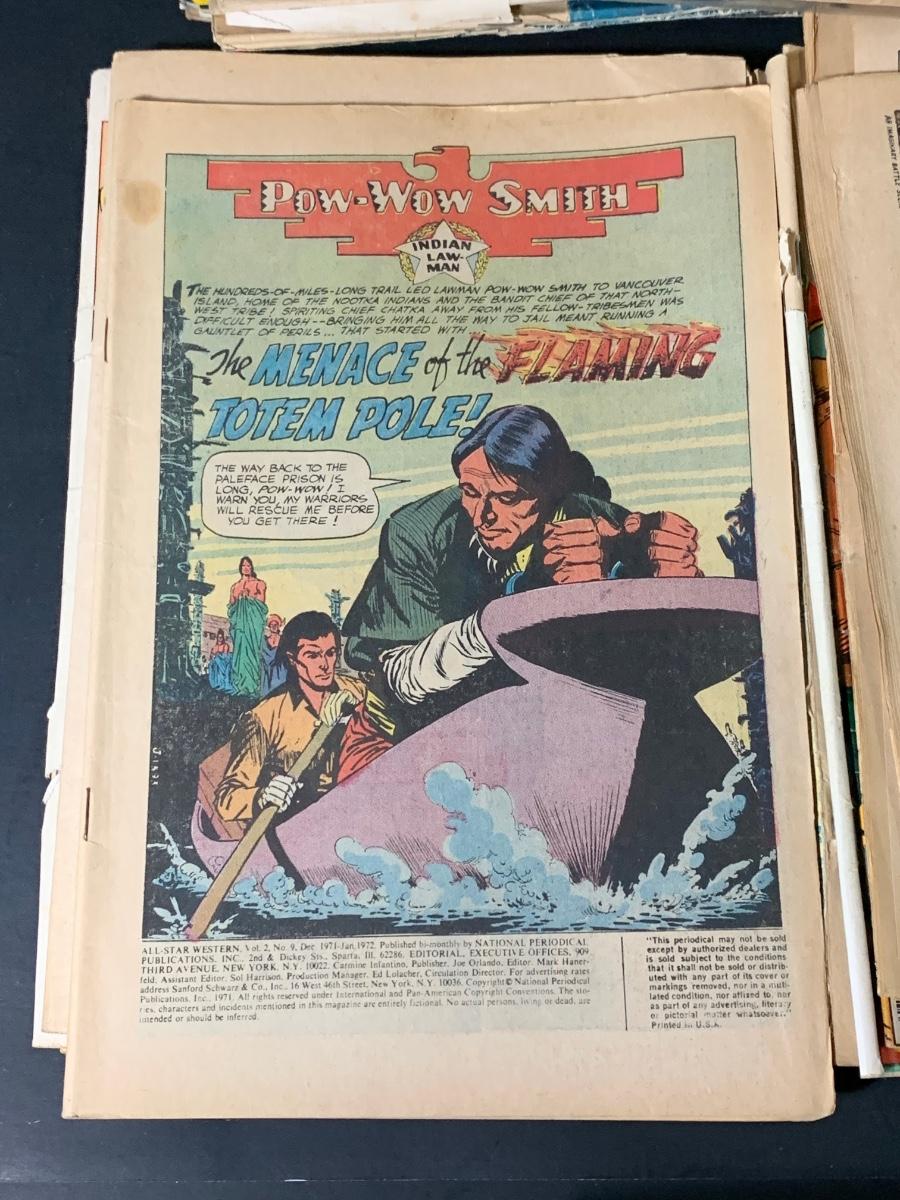 POW-WOW SMITH
INDIAN
LAW-
MAN
THE HUNDREDS-OF-MILES-LONG TRAIL LED LAWMAN POW-WOW SMITH TO VANCOUVER
ISLAND, HOME OF THE NOOTKA INDIANS AND THE BANDIT CHIEF OF THAT NORTH-
WEST TRIBE! SPIRITING CHIEF CHATKA AWAY FROM HIS FELLOW-TRIBESMEN WAS
DIFFICULT ENOUGH--BRINGING HIM ALL THE WAY TO JAIL MEANT RUNNING A
GAUNTLET OF PERILS... THAT STARTED WITH...
The MENACE of the FLAMING
TOTEM POLE!
THE WAY BACK TO THE
PALEFACE PRISON IS
LONG, POW-WOW! I
WARN YOU, MY WARRIORS
WILL RESCUE ME BEFORE
YOU GET THERE!
ALL-STAR WESTERN, Vol. 2, No. 9, Dec. 1971-Jan. 1972. Published bi-monthly by NATIONAL PERIODICAL
PUBLICATIONS, INC., 2nd & Dickey Sts., Sparta, Ill. 62286. EDITORIAL, EXECUTIVE OFFICES, 909
THIRD AVENUE, NEW YORK, N.Y. 10022. Carmine Infantino, Publisher. Joe Orlando, Editor. Mark Haner-
feld, Assistant Editor. Sol Harrison, Production Manager. Ed Lolacher, Circulation Director. For advertising rates
address Sanford Schwarz & Co., Inc., 16 West 46th Street, New York, N.Y. 10036. Copyright © National Periodical
Publications, Inc., 1971. All rights reserved under International and Pan-American Copyright Conventions. The sto-
ries, characters and incidents mentioned in this magazine are entirely fictional. No actual persons, living or dead, are
intended or should be inferred.
"This periodical may not be sold
except by authorized dealers and
is sold subject to the conditions
that it shall not be sold or distrib-
uted with any part of its cover or
markings removed, nor in a muti-
lated condition, nor affixed to, nor
as part of any advertising, literary
or pictorial matter whatsoever."
Printed in U.S.A.
AN IMAGINARY BATTLE